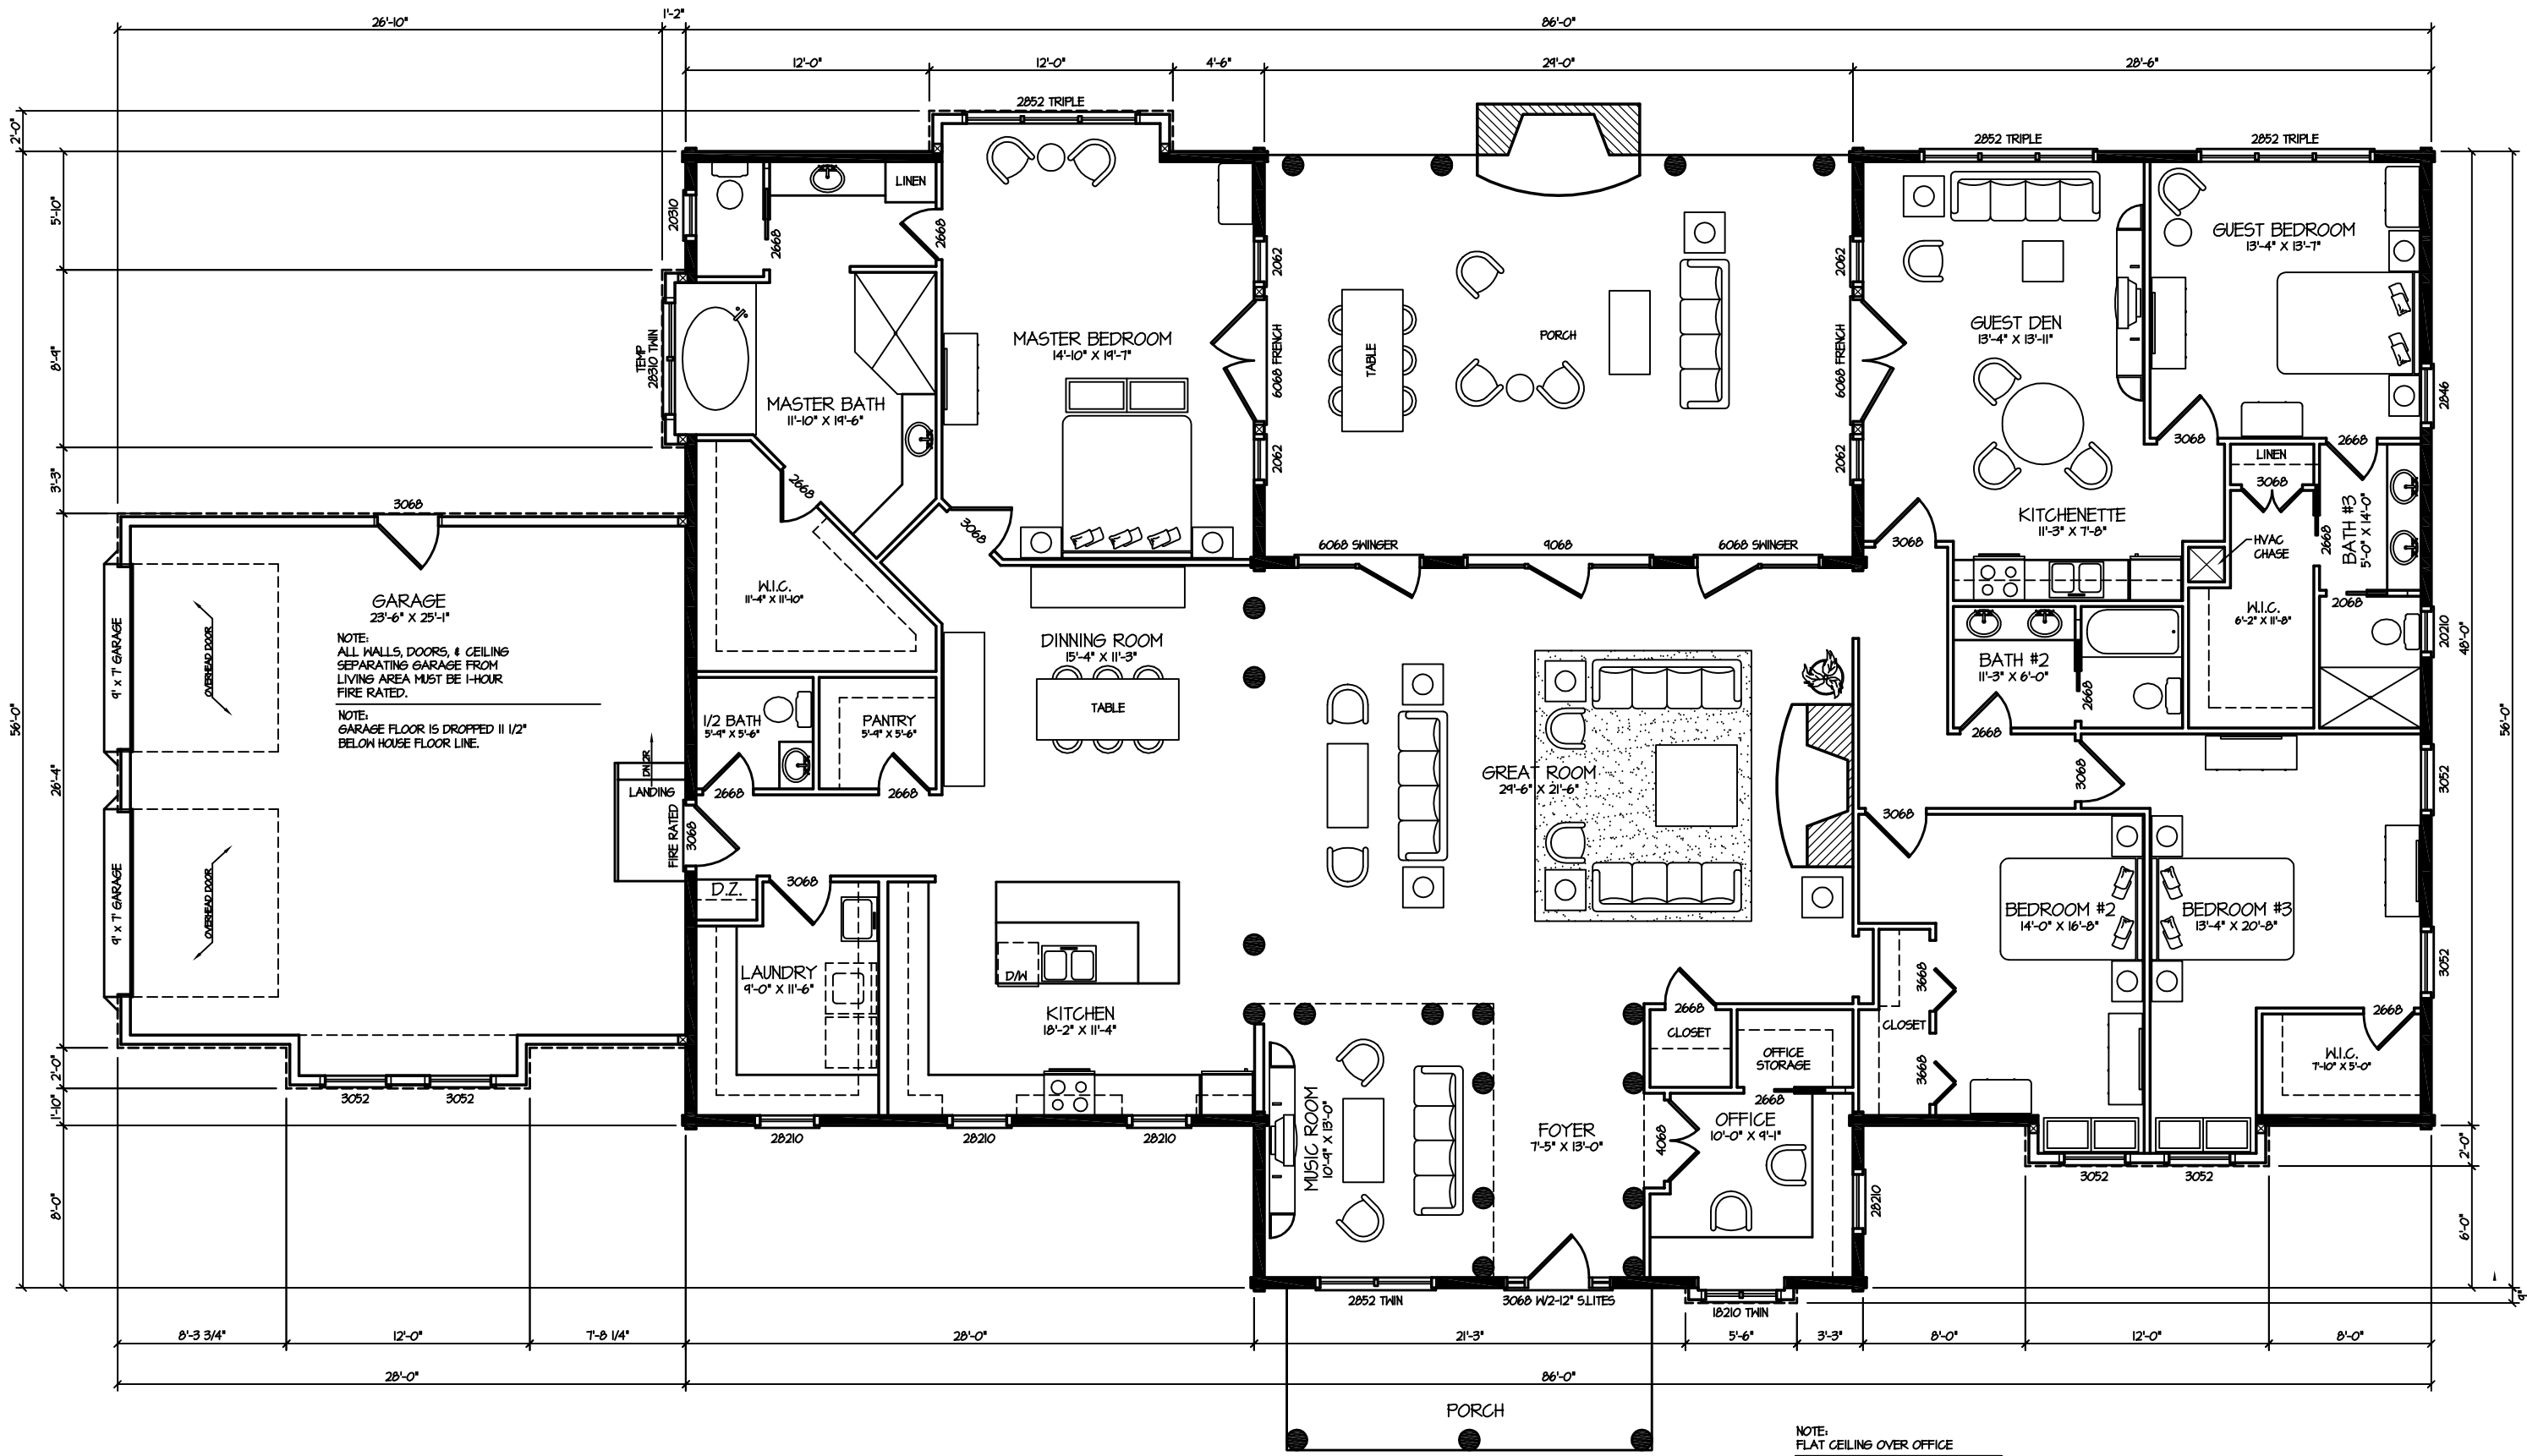 26'-10"
1'-2"
86'-0"
12'-0"
12'-0"
4'-6"
29'-0"
28'-6"
2'-0"
5'-10"
8'-9"
3'-3"
56'-0"
26'-4"
2'-0"
1'-10"
8'-0"
2852 TRIPLE
2852 TRIPLE
2852 TRIPLE
20310
2668
LINEN
2668
TEMP
28310 TWIN
MASTER BATH
11'-10" X 19'-6"
2668
MASTER BEDROOM
14'-10" X 19'-7"
3068
2062
6068 FRENCH
2062
TABLE
PORCH
2062
6068 FRENCH
2062
6068 SWINGER
9068
6068 SWINGER
GUEST DEN
13'-4" X 13'-11"
GUEST BEDROOM
13'-4" X 13'-7"
2846
3068
2668
LINEN
3068
KITCHENETTE
11'-3" X 7'-8"
3068
HVAC
CHASE
2668
BATH #3
5'-0" X 14'-0"
2068
W.I.C.
6'-2" X 11'-8"
20210
48'-0"
56'-0"
BATH #2
11'-3" X 6'-0"
2668
2668
3068
GARAGE
23'-6" X 25'-1"
NOTE:
ALL WALLS, DOORS, & CEILING
SEPARATING GARAGE FROM
LIVING AREA MUST BE 1-HOUR
FIRE RATED.
NOTE:
GARAGE FLOOR IS DROPPED 11 1/2"
BELOW HOUSE FLOOR LINE.
9' x 7' GARAGE
OVERHEAD DOOR
9' x 7' GARAGE
OVERHEAD DOOR
DN 2R
LANDING
FIRE RATED
3068
W.I.C.
11'-4" X 11'-10"
1/2 BATH
5'-9" X 5'-6"
PANTRY
5'-9" X 5'-6"
2668
2668
DINNING ROOM
15'-4" X 11'-3"
TABLE
GREAT ROOM
29'-6" X 21'-6"
3068
3068
3052
D.Z.
3068
LAUNDRY
9'-0" X 11'-6"
D/W
KITCHEN
18'-2" X 11'-4"
BEDROOM #2
14'-0" X 16'-8"
BEDROOM #3
13'-4" X 20'-8"
3052
3668
CLOSET
3668
2668
CLOSET
OFFICE
STORAGE
2668
2668
W.I.C.
7'-10" X 5'-0"
3052
3052
28210
28210
28210
MUSIC ROOM
10'-9" X 13'-0"
FOYER
7'-5" X 13'-0"
4068
OFFICE
10'-0" X 9'-1"
28210
3052
3052
2'-0"
6'-0"
9"
2852 TWIN
3068 W/2-12" S.LITES
18210 TWIN
8'-3 3/4"
12'-0"
7'-8 1/4"
28'-0"
21'-3"
5'-6"
3'-3"
8'-0"
12'-0"
8'-0"
28'-0"
86'-0"
PORCH
NOTE:
FLAT CEILING OVER OFFICE